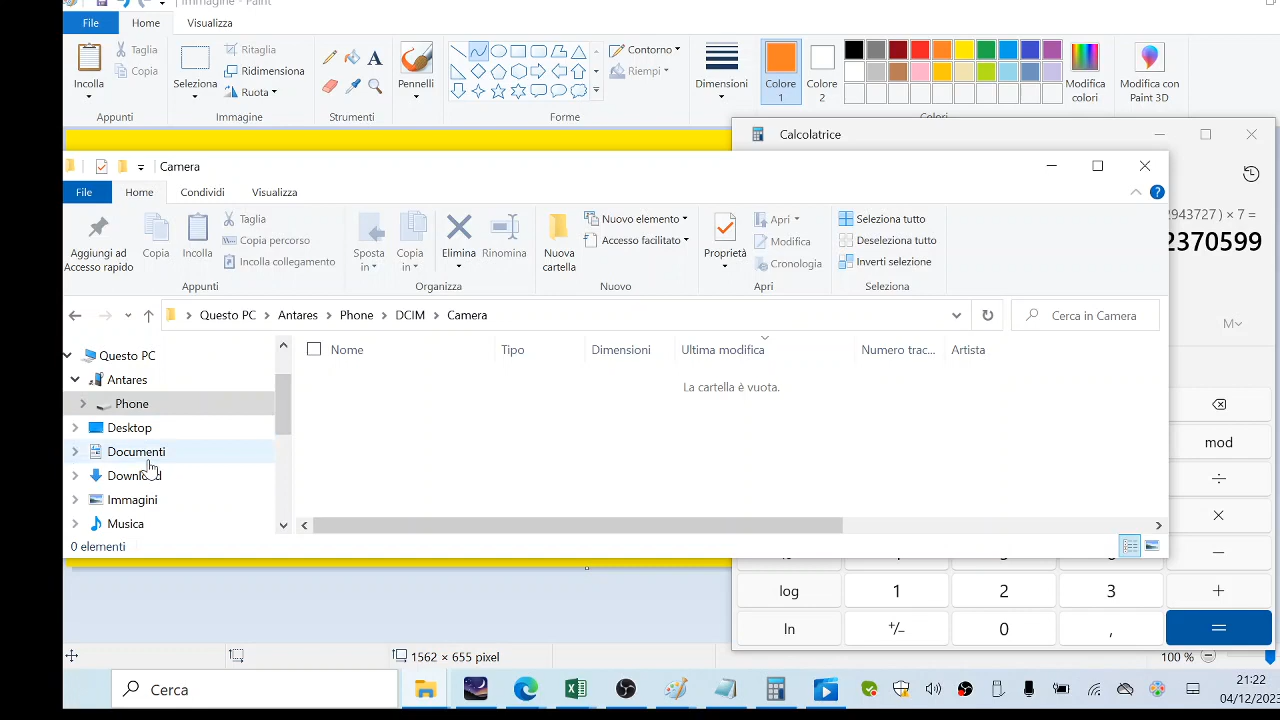 Immagine - Paint
File Home Visualizza
Incolla Taglia Copia Seleziona Ritaglia Ridimensiona Ruota A Pennelli Contorno Riempi Dimensioni Colore 1 Colore 2 Modifica colori Modifica con Paint 3D
Appunti Immagine Strumenti Forme Colori
Calcolatrice
Camera
File Home Condividi Visualizza ?
2943727) × 7 =
2370599
Aggiungi ad Accesso rapido Copia Incolla Taglia Copia percorso Incolla collegamento
Sposta in Copia in Elimina Rinomina
Nuova cartella Nuovo elemento Accesso facilitato
Proprietà Apri Modifica Cronologia
Seleziona tutto Deseleziona tutto Inverti selezione
Appunti Organizza Nuovo Apri Seleziona
Questo PC > Antares > Phone > DCIM > Camera
Cerca in Camera
M
Questo PC
Antares
Phone
Desktop
Documenti
Download
Immagini
Musica
Nome Tipo Dimensioni Ultima modifica Numero trac... Artista
La cartella è vuota.
0 elementi
mod
÷
×
−
log 1 2 3 +
ln +/− 0 , =
1562 × 655 pixel
100 %
Cerca
21:22
04/12/202